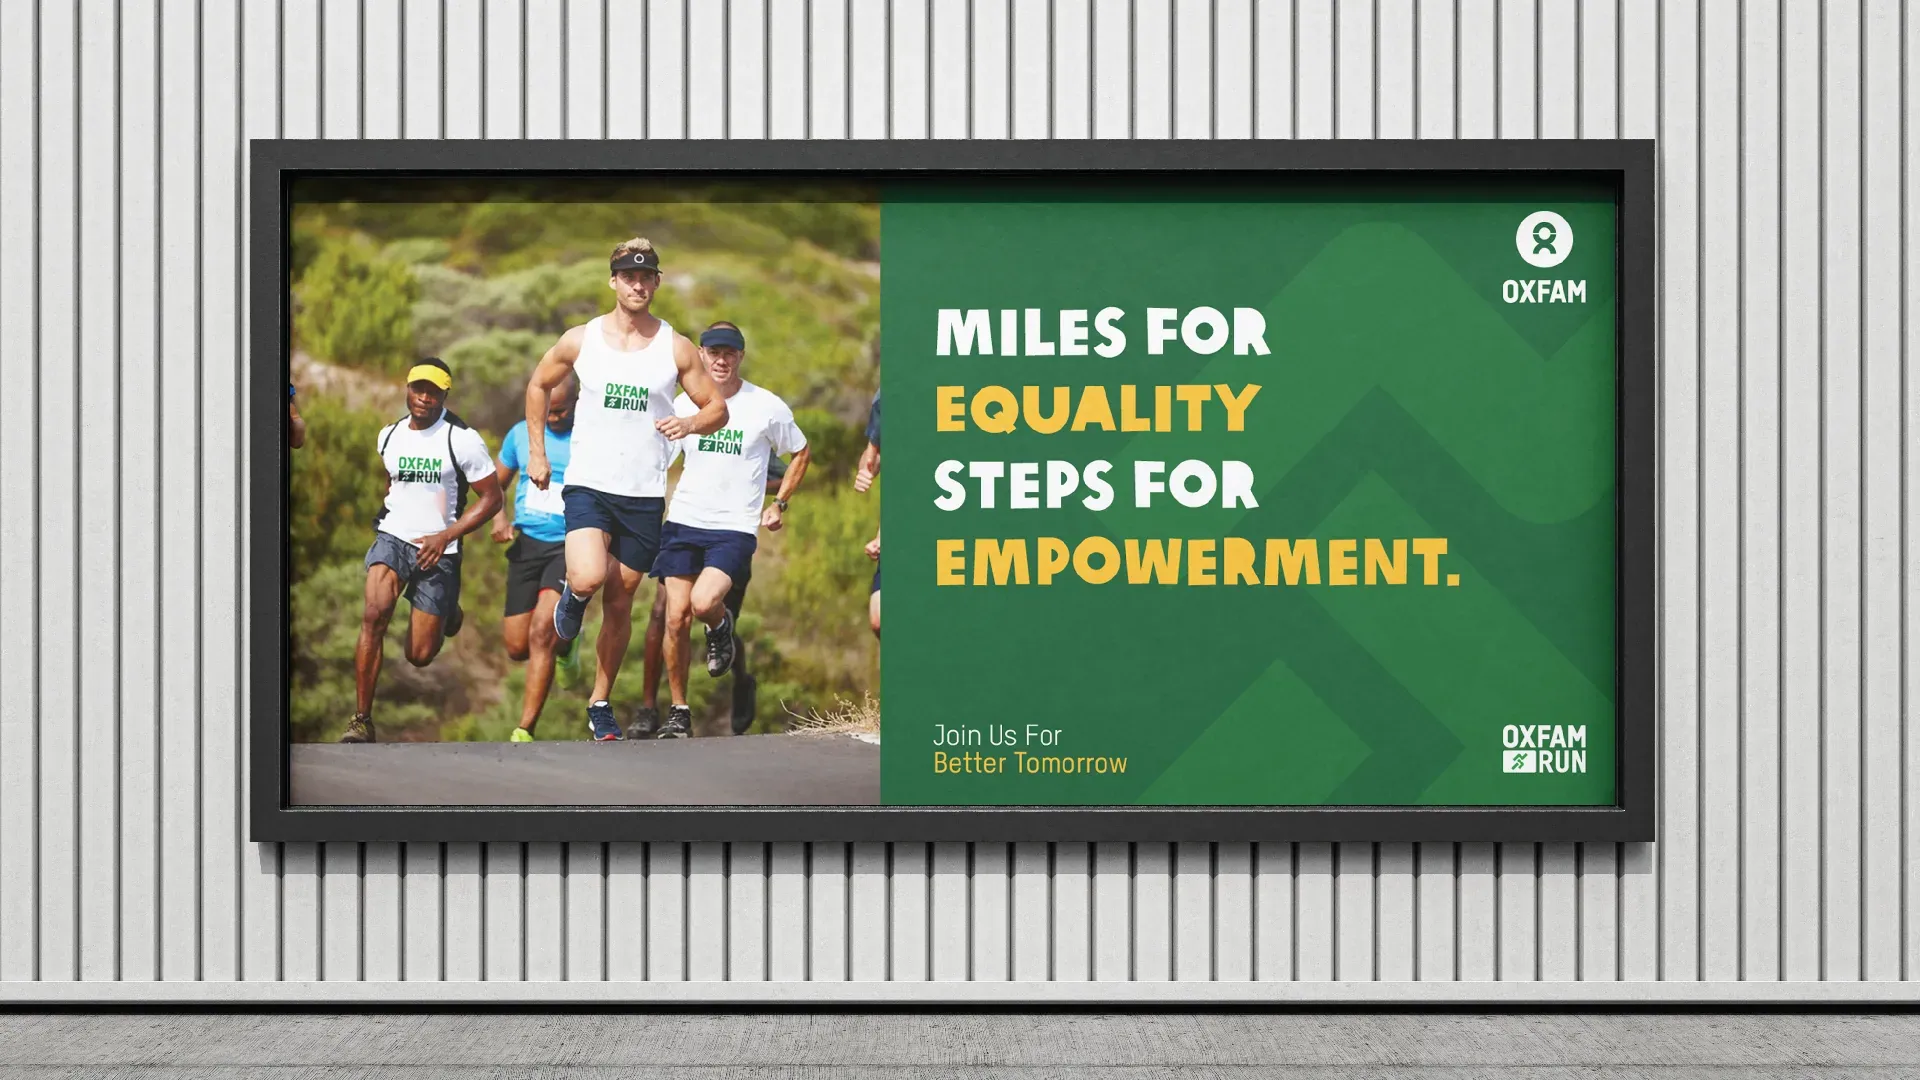 OXFAM
RUN
OXFAM
RUN
RUN
OXFAM
MILES FOR
EQUALITY
STEPS FOR
EMPOWERMENT.
Join Us For
Better Tomorrow
OXFAM
RUN